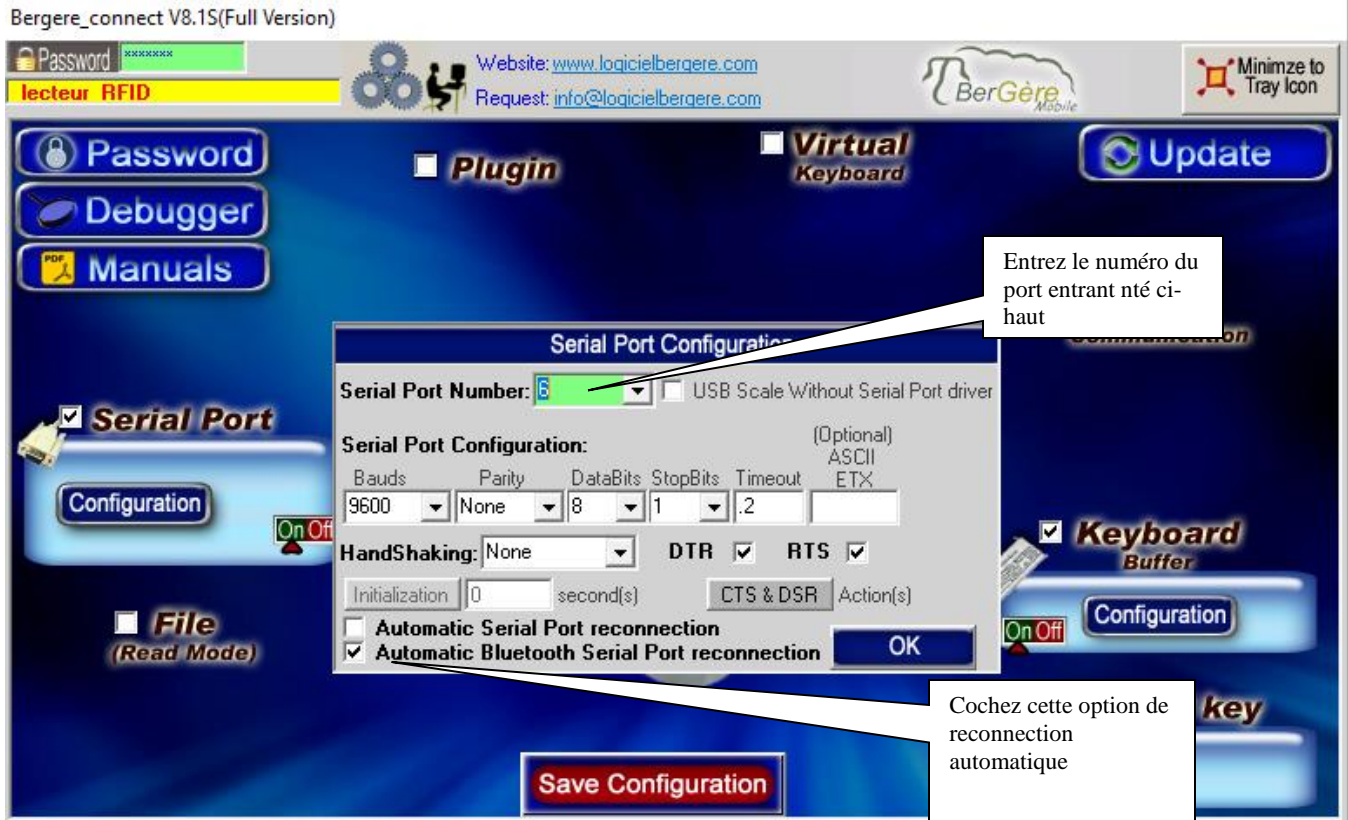 Bergere_connect V8.1S(Full Version)
Password *******
lecteur RFID
Website: www.logicielbergere.com
Request: info@logicielbergere.com
BerGère
Mobile
Minimze to
Tray Icon
Password
Debugger
Manuals
PDF
Plugin
Virtual
Keyboard
Update
Entrez le numéro du
port entrant nté ci-
haut
Serial Port Configuration
Serial Port Number: 6
USB Scale Without Serial Port driver
Serial Port Configuration:
(Optional)
ASCII
Bauds Parity DataBits StopBits Timeout ETX
9600 None 8 1 .2
HandShaking: None DTR RTS
Initialization 0 second(s) CTS & DSR Action(s)
Automatic Serial Port reconnection
Automatic Bluetooth Serial Port reconnection
OK
Serial Port
Configuration
On Off
File
(Read Mode)
Keyboard
Buffer
Configuration
On Off
key
Cochez cette option de
reconnection
automatique
Save Configuration